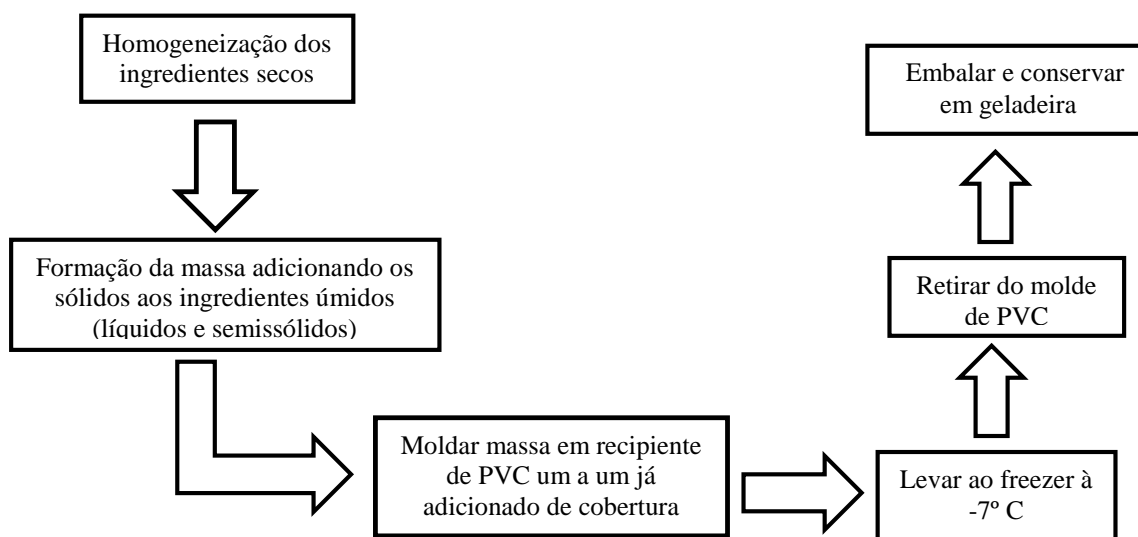 Homogeneização dos
ingredientes secos
Formação da massa adicionando os
sólidos aos ingredientes úmidos
(líquidos e semissólidos)
Moldar massa em recipiente
de PVC um a um já
adicionado de cobertura
Levar ao freezer à
-7º C
Retirar do molde
de PVC
Embalar e conservar
em geladeira